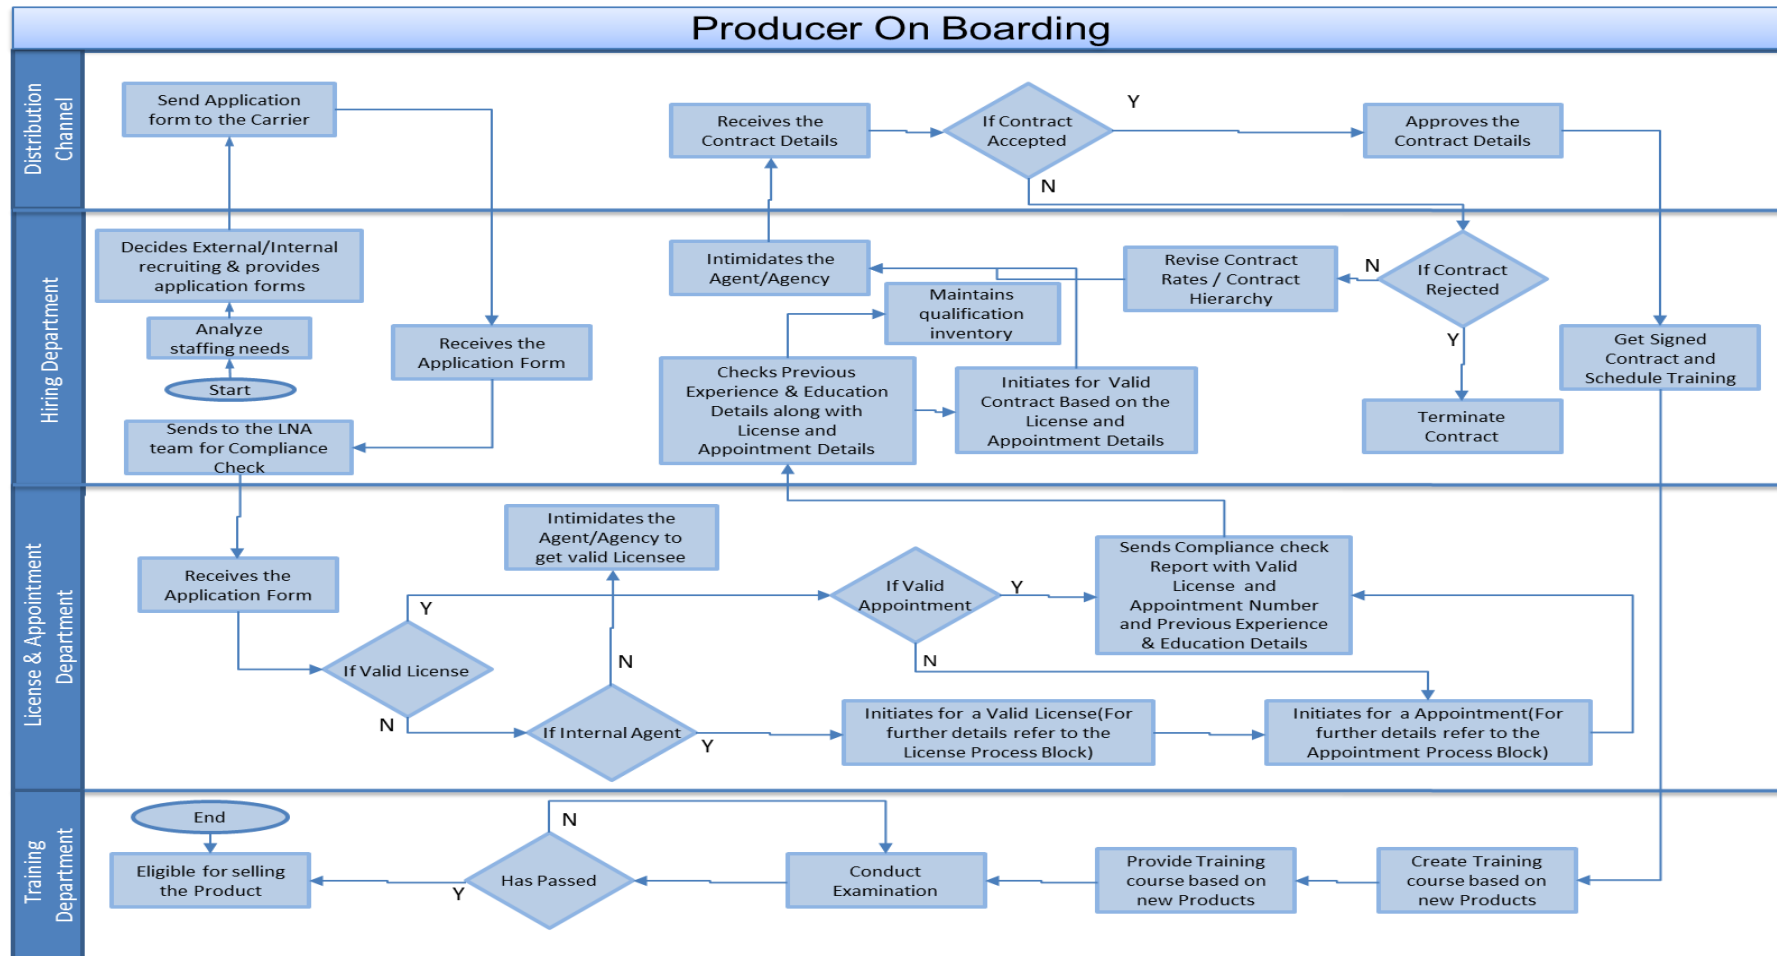 Producer On Boarding
Distribution
Channel
Send Application
form to the Carrier
Receives the
Contract Details
If Contract
Accepted
Y
N
Approves the
Contract Details
Hiring Department
Decides External/Internal
recruiting & provides
application forms
Analyze
staffing needs
Start
Receives the
Application Form
Sends to the LNA
team for Compliance
Check
Intimidates the
Agent/Agency
Maintains
qualification
inventory
Checks Previous
Experience & Education
Details along with
License and
Appointment Details
Initiates for Valid
Contract Based on the
License and
Appointment Details
Revise Contract
Rates / Contract
Hierarchy
N
If Contract
Rejected
Y
Terminate
Contract
Get Signed
Contract and
Schedule Training
License & Appointment
Department
Receives the
Application Form
If Valid License
Y
N
Intimidates the
Agent/Agency to
get valid Licensee
N
If Internal Agent
Y
If Valid
Appointment
Y
N
Sends Compliance check
Report with Valid
License and
Appointment Number
and Previous Experience
& Education Details
Initiates for a Valid License(For
further details refer to the
License Process Block)
Initiates for a Appointment(For
further details refer to the
Appointment Process Block)
Training
Department
End
Eligible for selling
the Product
Y
Has Passed
N
Conduct
Examination
Provide Training
course based on
new Products
Create Training
course based on
new Products